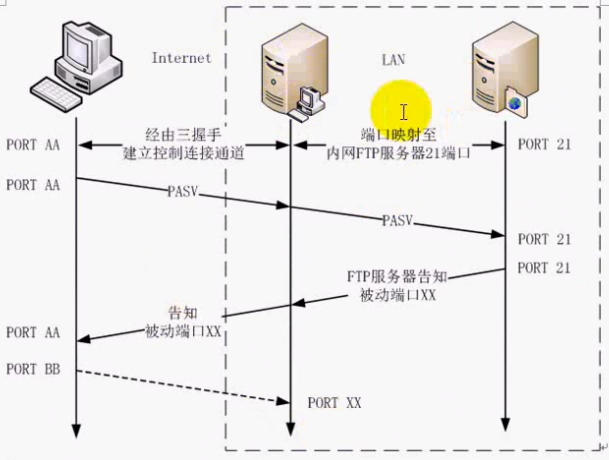 Internet
LAN
PORT AA
经由三握手
建立控制连接通道
端口映射至
内网FTP服务器21端口
PORT 21
PORT AA
PASV
PASV
PORT 21
PORT 21
FTP服务器告知
被动端口XX
告知
被动端口XX
PORT AA
PORT BB
PORT XX